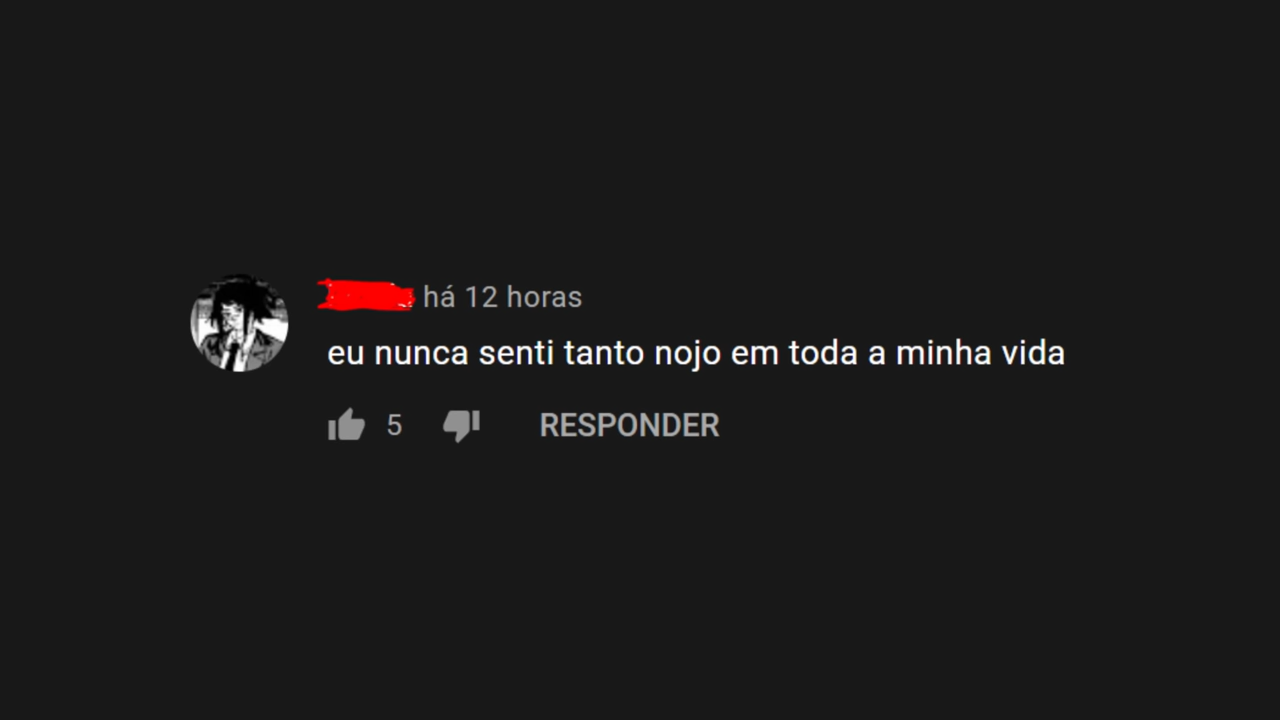 há 12 horas
eu nunca senti tanto nojo em toda a minha vida
5 RESPONDER